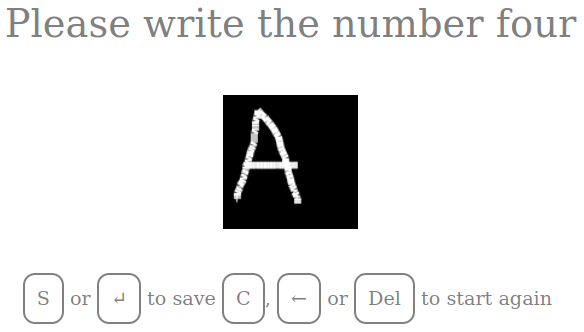 Please write the number four
A
S or ↵ to save C, ← or Del to start again